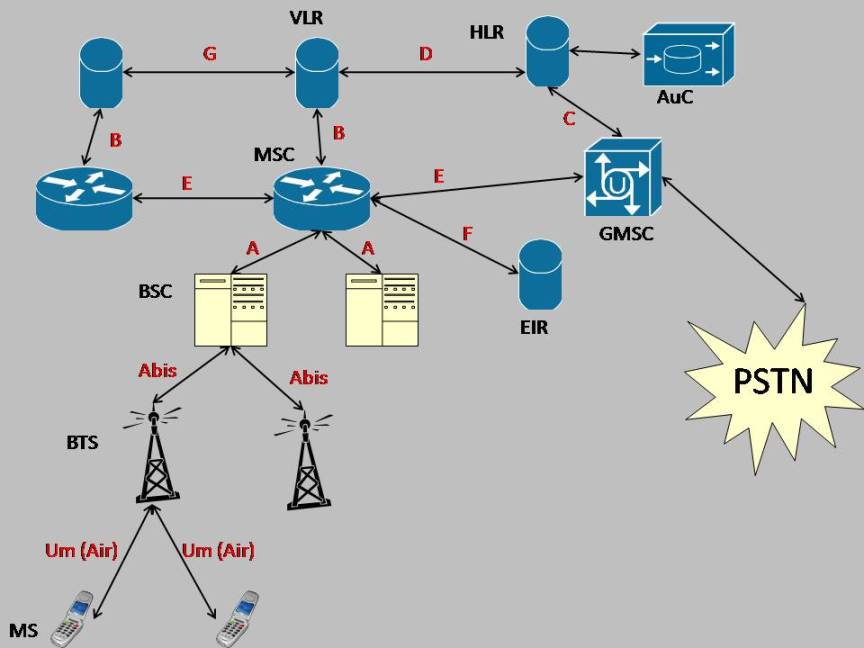 VLR
HLR
G
D
AuC
C
B
B
MSC
E
E
GMSC
F
A
A
BSC
EIR
Abis
Abis
PSTN
BTS
Um (Air)
Um (Air)
MS
U